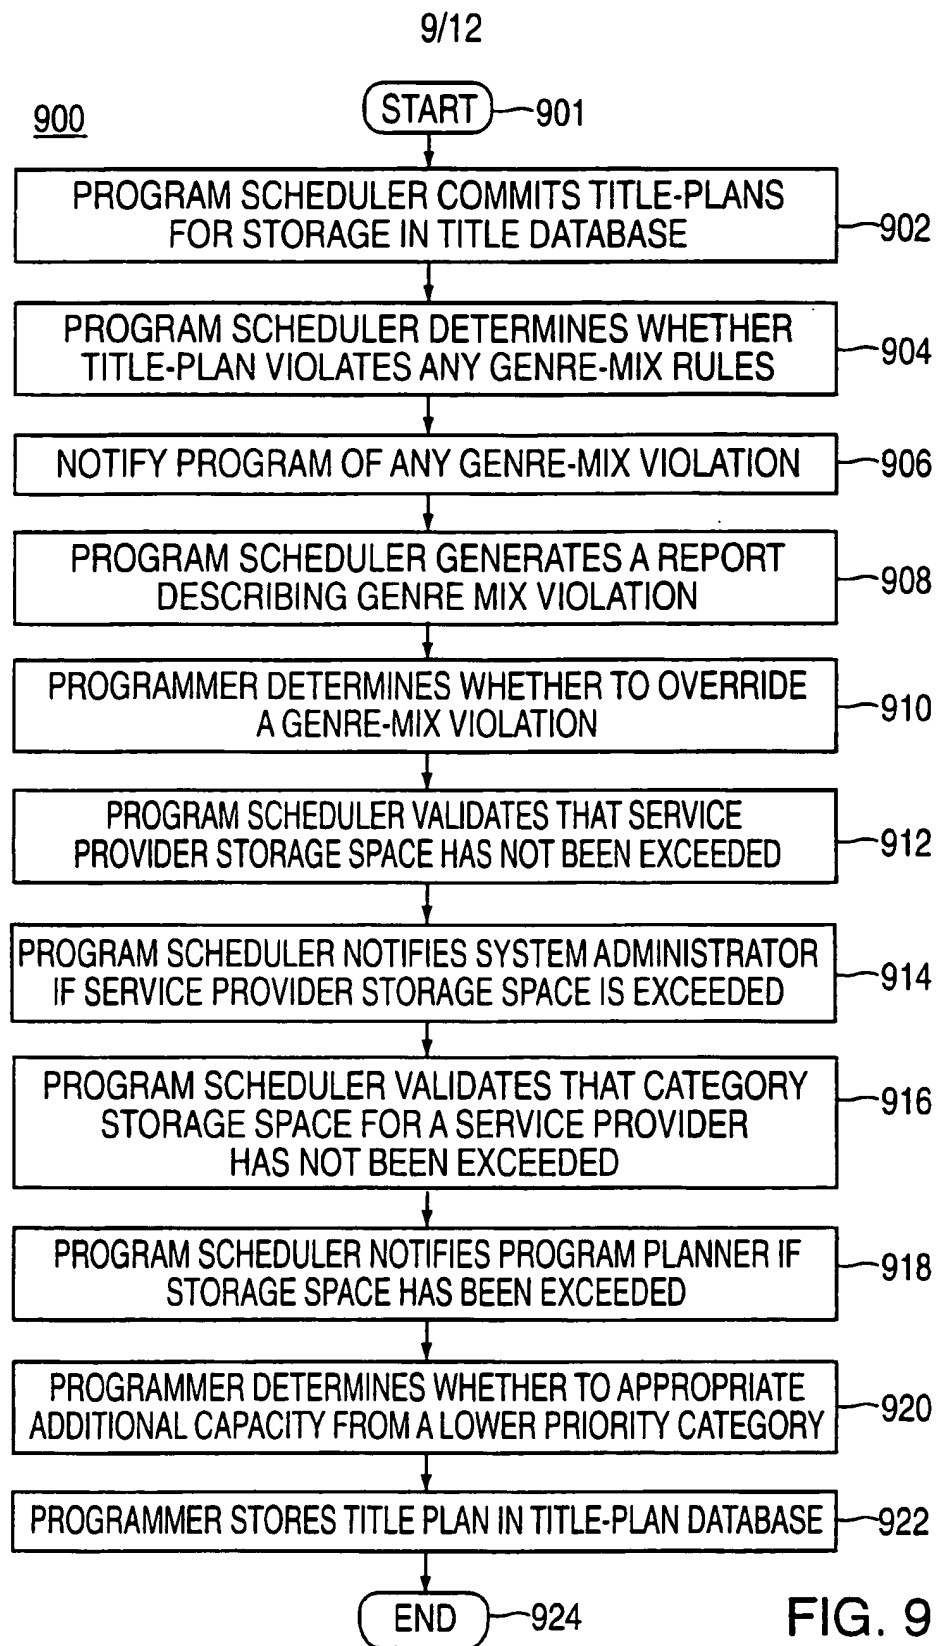 9/12
900
START
901
PROGRAM SCHEDULER COMMITS TITLE-PLANS
FOR STORAGE IN TITLE DATABASE
902
PROGRAM SCHEDULER DETERMINES WHETHER
TITLE-PLAN VIOLATES ANY GENRE-MIX RULES
904
NOTIFY PROGRAM OF ANY GENRE-MIX VIOLATION
906
PROGRAM SCHEDULER GENERATES A REPORT
DESCRIBING GENRE MIX VIOLATION
908
PROGRAMMER DETERMINES WHETHER TO OVERRIDE
A GENRE-MIX VIOLATION
910
PROGRAM SCHEDULER VALIDATES THAT SERVICE
PROVIDER STORAGE SPACE HAS NOT BEEN EXCEEDED
912
PROGRAM SCHEDULER NOTIFIES SYSTEM ADMINISTRATOR
IF SERVICE PROVIDER STORAGE SPACE IS EXCEEDED
914
PROGRAM SCHEDULER VALIDATES THAT CATEGORY
STORAGE SPACE FOR A SERVICE PROVIDER
HAS NOT BEEN EXCEEDED
916
PROGRAM SCHEDULER NOTIFIES PROGRAM PLANNER IF
STORAGE SPACE HAS BEEN EXCEEDED
918
PROGRAMMER DETERMINES WHETHER TO APPROPRIATE
ADDITIONAL CAPACITY FROM A LOWER PRIORITY CATEGORY
920
PROGRAMMER STORES TITLE PLAN IN TITLE-PLAN DATABASE
922
END
924
FIG. 9